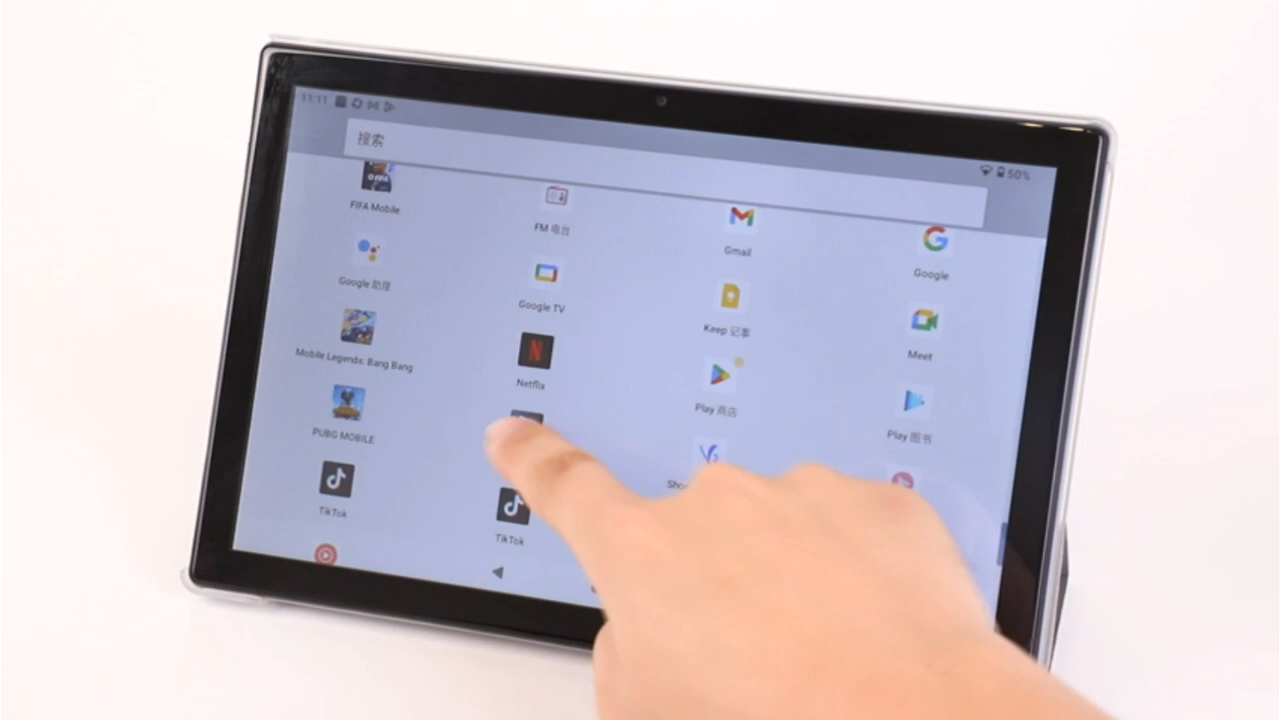 11:11
50%
搜索
FIFA Mobile
FM 电台
Gmail
Google
Google 助理
Google TV
Keep 记事
Meet
Mobile Legends: Bang Bang
Netflix
Play 商店
Play 图书
PUBG MOBILE
TikTok
TikTok